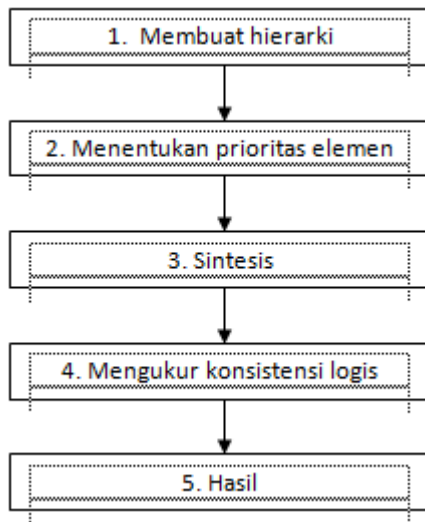 1. Membuat hierarki
2. Menentukan prioritas elemen
3. Sintesis
4. Mengukur konsistensi logis
5. Hasil